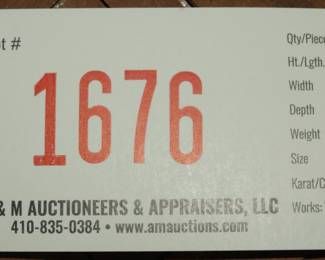 t #
1676
& M AUCTIONEERS & APPRAISERS, LLC
410-835-0384 • www.amauctions.com
Qty/Piece
Ht./Lgth.
Width
Depth
Weight
Size
Karat/C
Works: